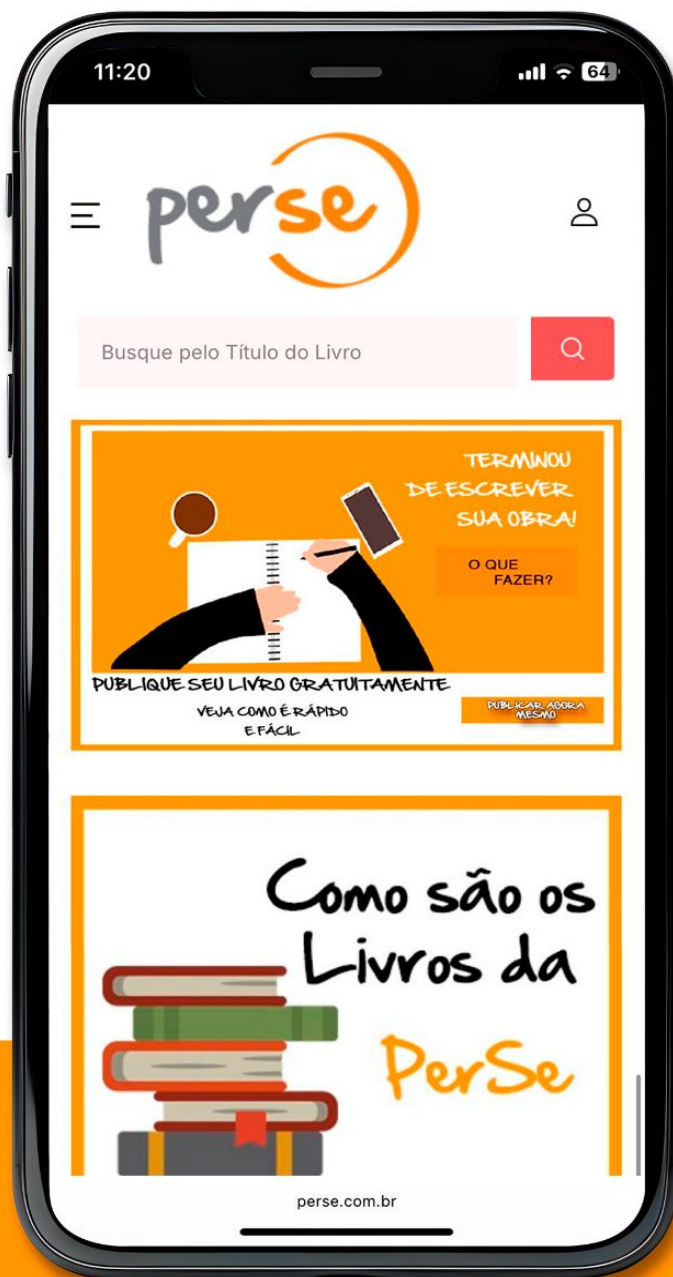 11:20
64
perse
Busque pelo Título do Livro
TERMINOU
DE ESCREVER
SUA OBRA!
O QUE
FAZER?
PUBLIQUE SEU LIVRO GRATUITAMENTE
VEJA COMO É RÁPIDO
E FÁCIL
PUBLICAR AGORA
MESMO
Como são os
Livros da
PerSe
perse.com.br